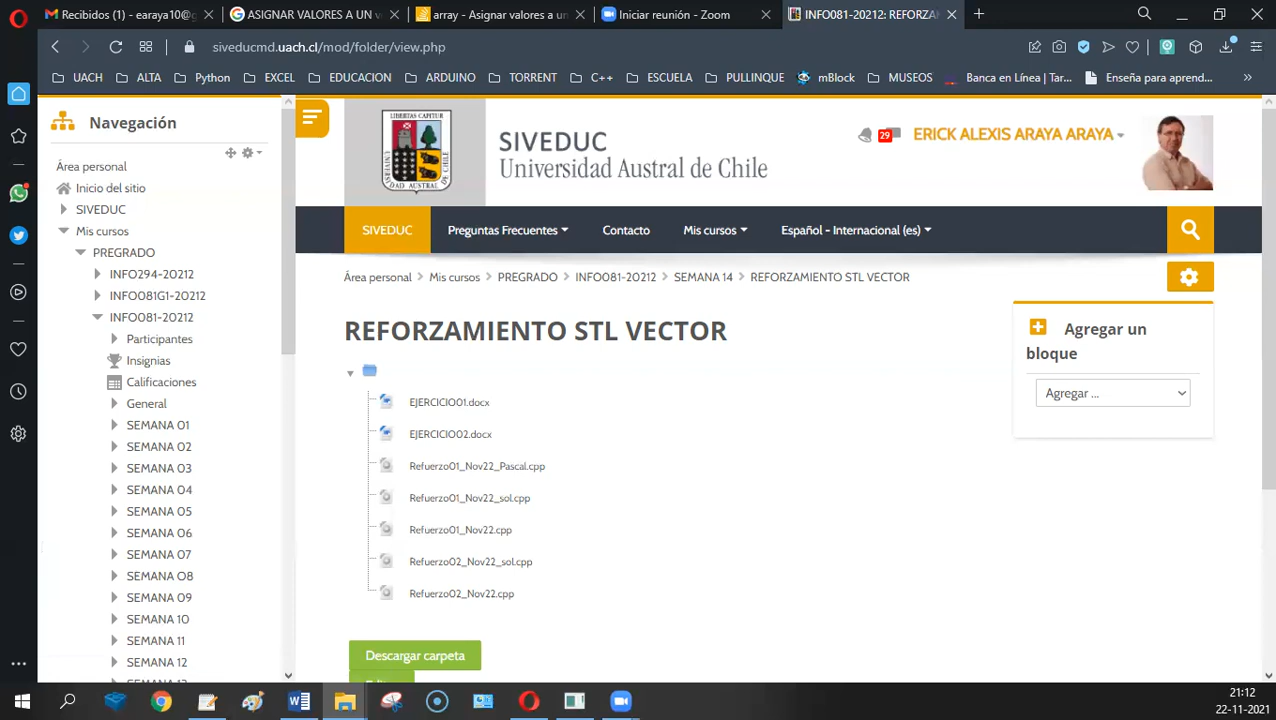 Recibidos (1) - earaya10@g
ASIGNAR VALORES A UN v
array - Asignar valores a un
Iniciar reunión - Zoom
INFO081-20212: REFORZA
siveducmd.uach.cl/mod/folder/view.php
UACH ALTA Python EXCEL EDUCACION ARDUINO TORRENT C++ ESCUELA PULLINQUE mBlock MUSEOS Banca en Línea | Tar... Enseña para aprend... »
Navegación
Área personal
Inicio del sitio
SIVEDUC
Mis cursos
PREGRADO
INFO294-20212
INFO081G1-20212
INFO081-20212
Participantes
Insignias
Calificaciones
General
SEMANA 01
SEMANA 02
SEMANA 03
SEMANA 04
SEMANA 05
SEMANA 06
SEMANA 07
SEMANA 08
SEMANA 09
SEMANA 10
SEMANA 11
SEMANA 12
LIBERTAS CAPITUR
SIVEDUC
Universidad Austral de Chile
29
ERICK ALEXIS ARAYA ARAYA
SIVEDUC Preguntas Frecuentes Contacto Mis cursos Español - Internacional (es)
Área personal Mis cursos PREGRADO INFO081-20212 SEMANA 14 REFORZAMIENTO STL VECTOR
REFORZAMIENTO STL VECTOR
EJERCICIO01.docx
EJERCICIO02.docx
Refuerzo01_Nov22_Pascal.cpp
Refuerzo01_Nov22_sol.cpp
Refuerzo01_Nov22.cpp
Refuerzo02_Nov22_sol.cpp
Refuerzo02_Nov22.cpp
Descargar carpeta
Agregar un
bloque
Agregar ...
21:12
22-11-2021